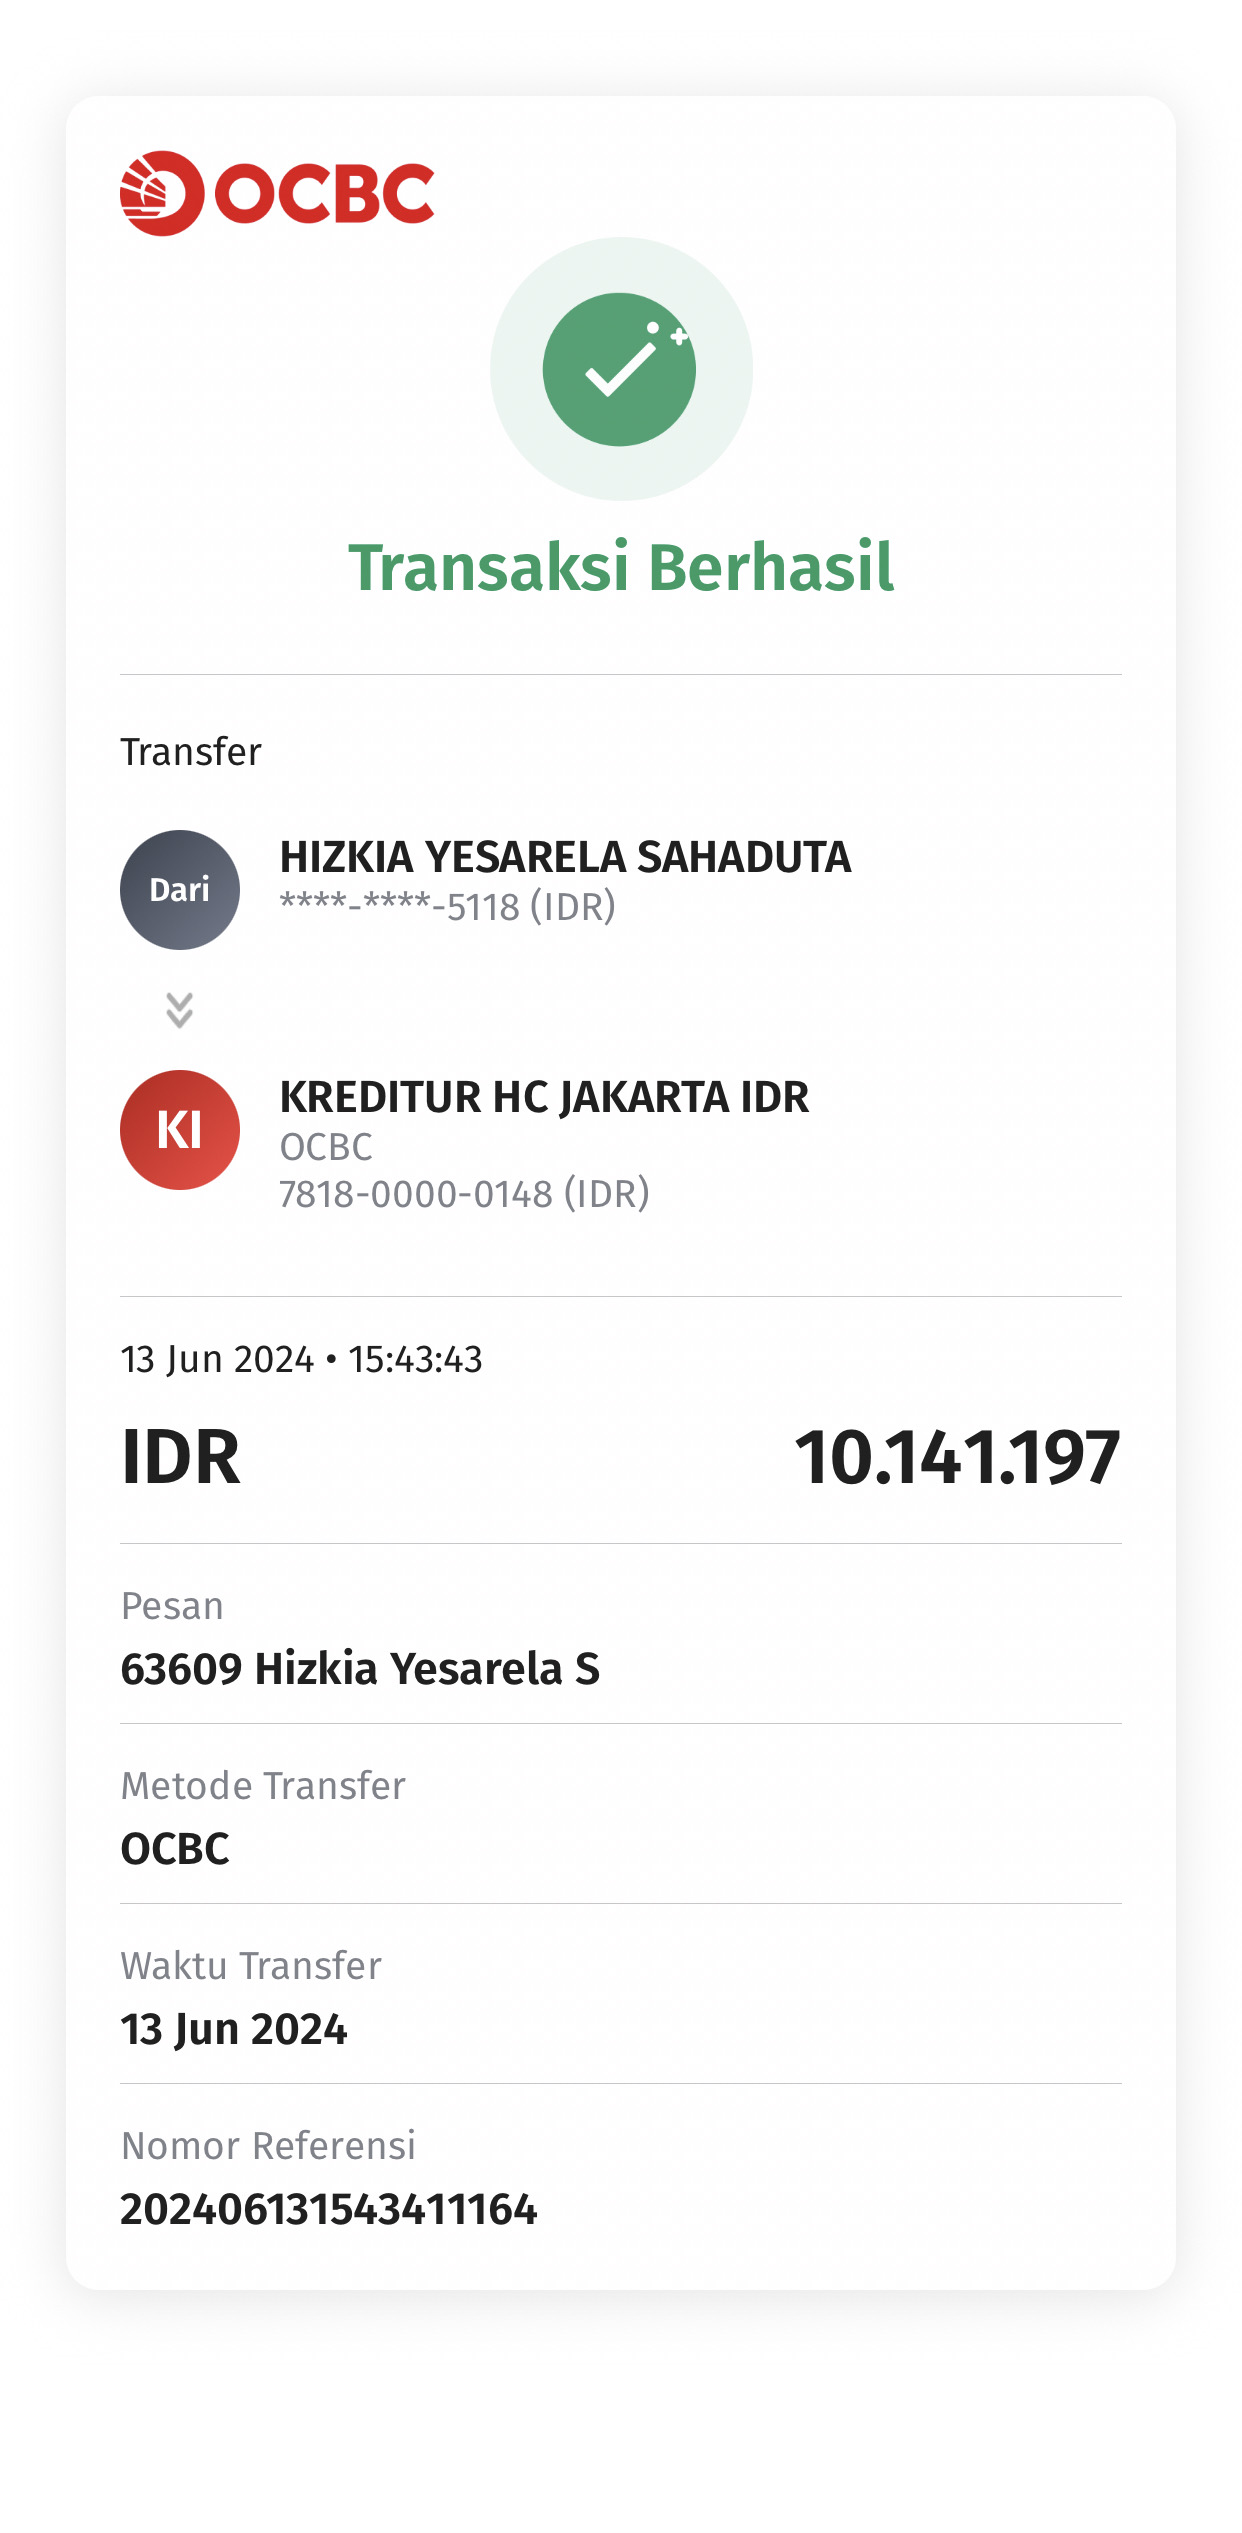 OCBC
Transaksi Berhasil
Transfer
Dari
HIZKIA YESARELA SAHADUTA
****-****-5118 (IDR)
KI
KREDITUR HC JAKARTA IDR
OCBC
7818-0000-0148 (IDR)
13 Jun 2024 • 15:43:43
IDR 10.141.197
Pesan
63609 Hizkia Yesarela S
Metode Transfer
OCBC
Waktu Transfer
13 Jun 2024
Nomor Referensi
202406131543411164